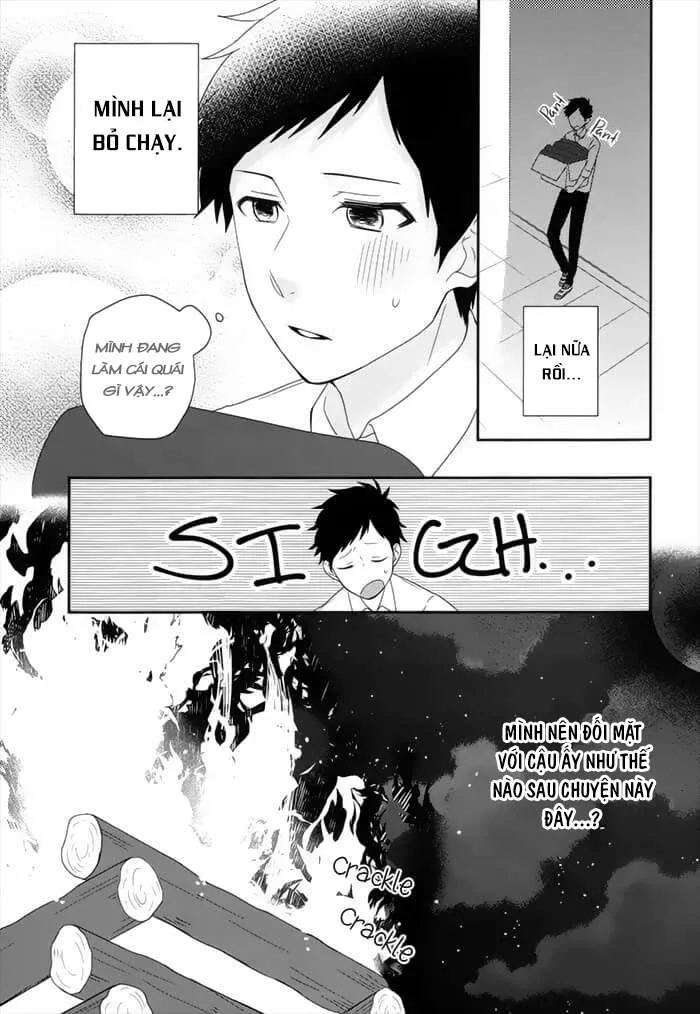 Pant
Pant
LẠI NỮA
RỒI...
MÌNH LẠI
BỎ CHẠY.
MÌNH ĐANG
LÀM CÁI QUÁI
GÌ VẬY...?
SIGH...
MÌNH NÊN ĐỐI MẶT
VỚI CẬU ẤY NHƯ THẾ
NÀO SAU CHUYỆN NÀY
ĐÂY...?
Crackle
Crackle